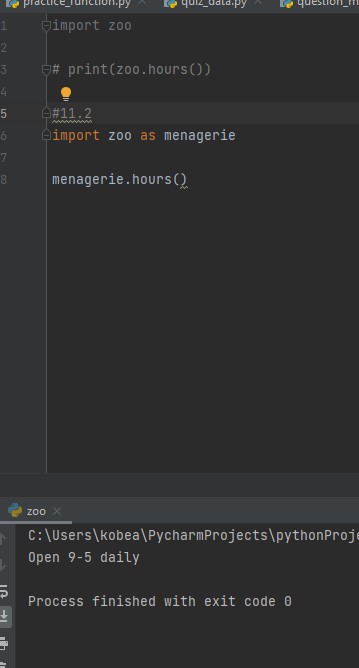 practice_function.py quiz_data.py question_m
1 import zoo
2
3 # print(zoo.hours())
4
5 #11.2
6 import zoo as menagerie
7
8 menagerie.hours()
zoo
C:\Users\kobea\PycharmProjects\pythonProje
Open 9-5 daily
Process finished with exit code 0